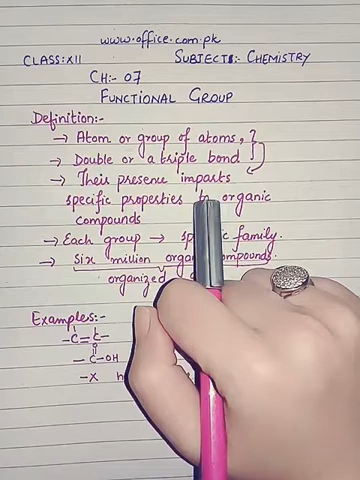 www.office.com.pk
CLASS:XII SUBJECT:- CHEMISTRY
CH:- 07
FUNCTIONAL GROUP
Definition:-
→ Atom or group of atoms, ?
→ Double or a triple bond
→ Their presence imparts
specific properties to organic
compounds
→ Each group → family.
→ Six million compounds.
organized
Examples:-
-C=C-
O
-C-OH
-X